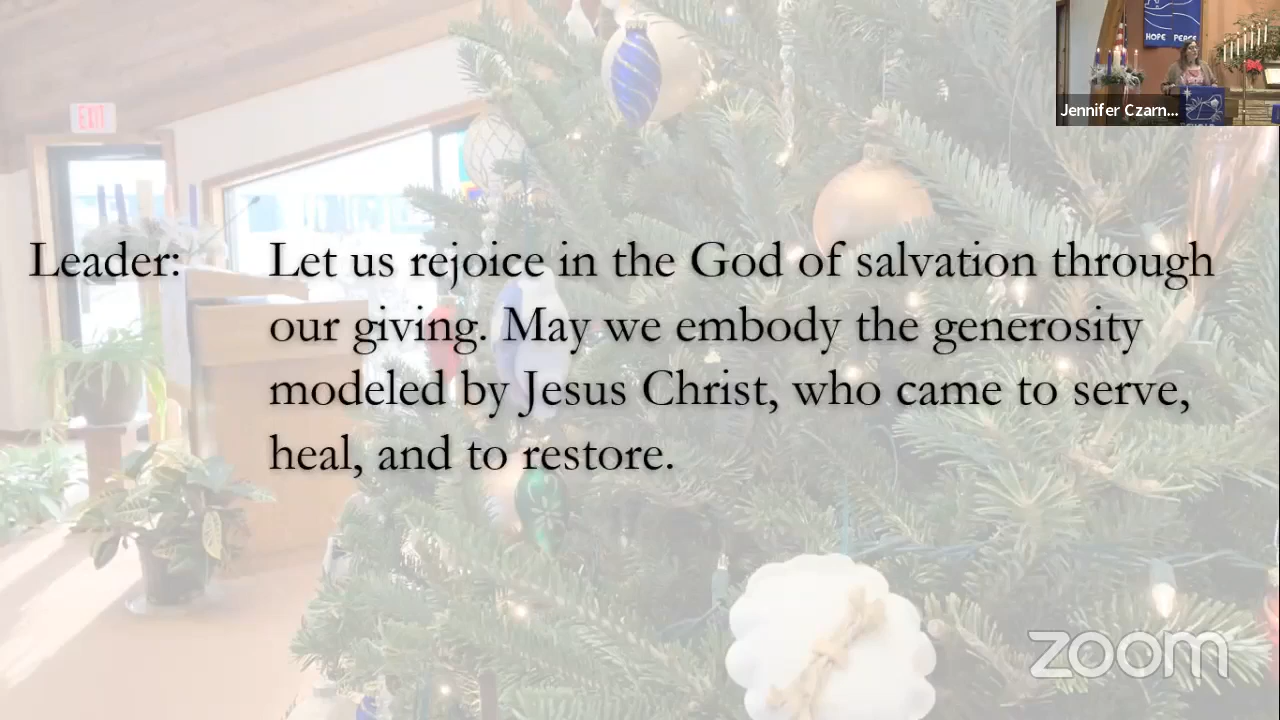 HOPE PEACE
Jennifer Czarn...
EXIT
Leader: Let us rejoice in the God of salvation through
our giving. May we embody the generosity
modeled by Jesus Christ, who came to serve,
heal, and to restore.
zoom